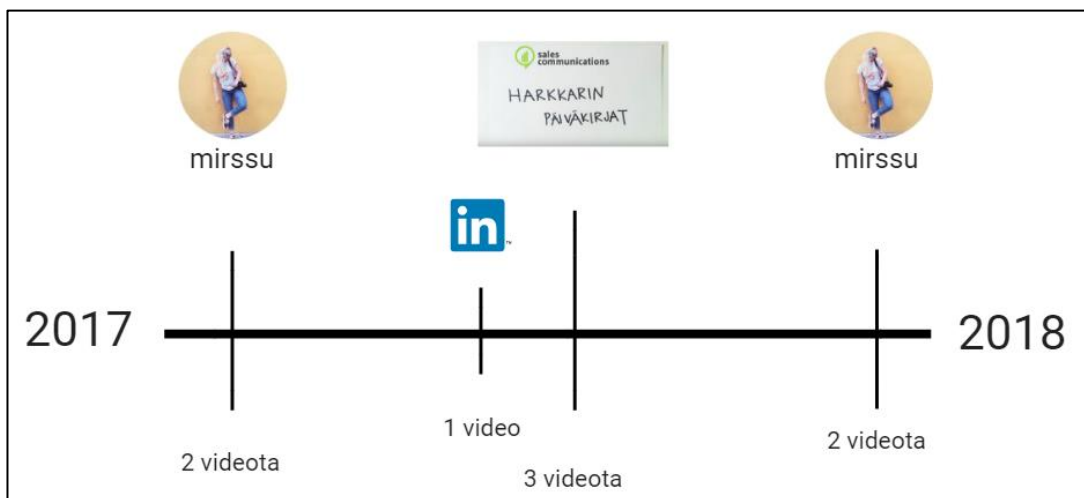 sales
communications
HARKKARIN
PÄIVÄKIRJAT
mirssu
mirssu
in
2017
2018
1 video
2 videota
2 videota
3 videota